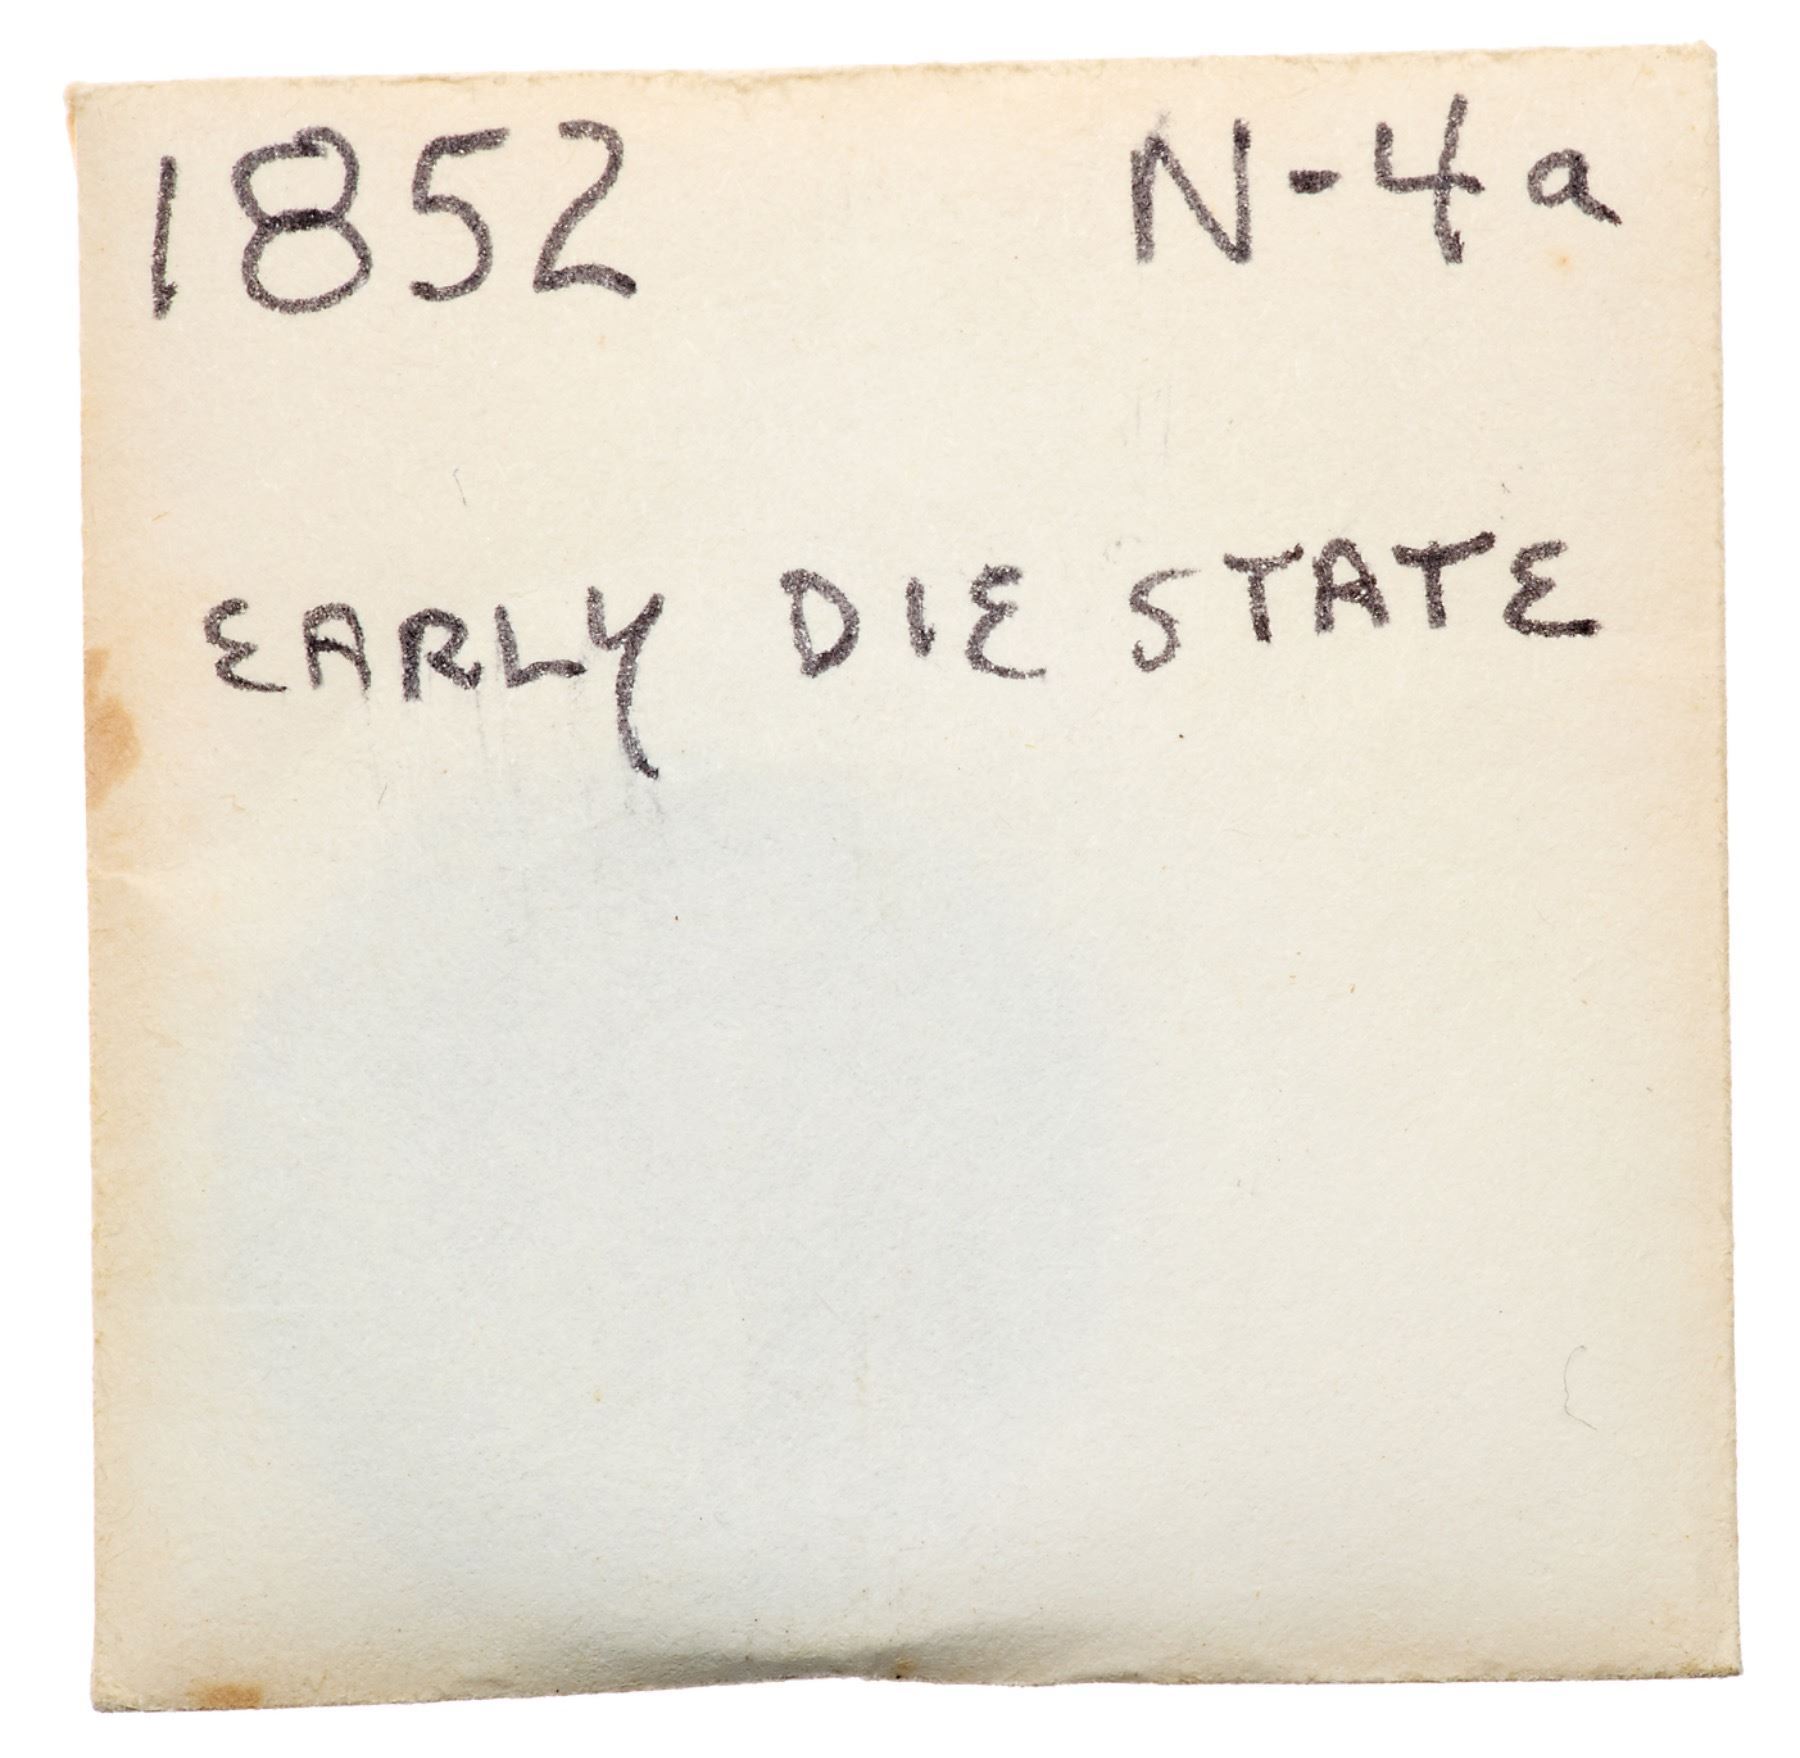 1852 N-4a
EARLY DIE STATE